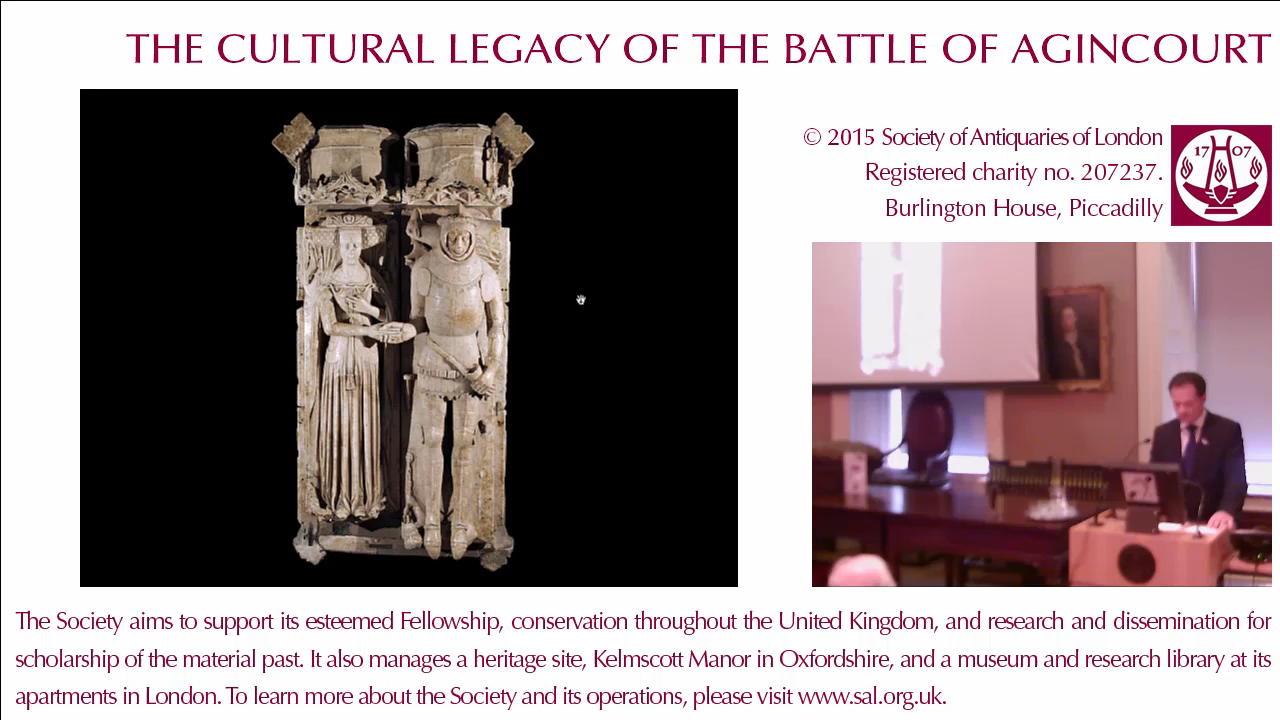 THE CULTURAL LEGACY OF THE BATTLE OF AGINCOURT
© 2015 Society of Antiquaries of London
Registered charity no. 207237.
Burlington House, Piccadilly
17 07
The Society aims to support its esteemed Fellowship, conservation throughout the United Kingdom, and research and dissemination for
scholarship of the material past. It also manages a heritage site, Kelmscott Manor in Oxfordshire, and a museum and research library at its
apartments in London. To learn more about the Society and its operations, please visit www.sal.org.uk.